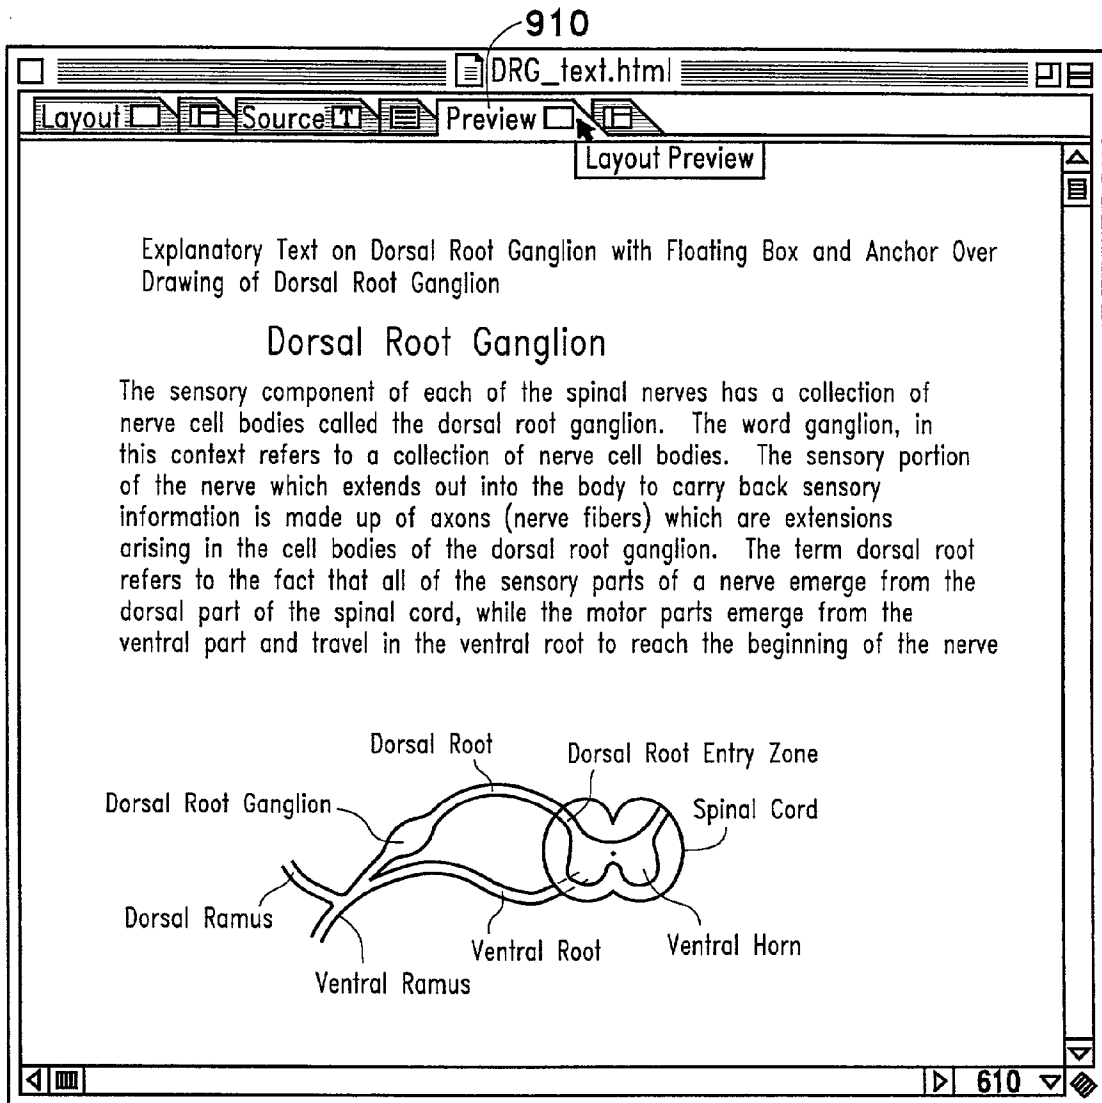 910
DRG_text.html
Layout Source T Preview
Layout Preview
Explanatory Text on Dorsal Root Ganglion with Floating Box and Anchor Over
Drawing of Dorsal Root Ganglion
Dorsal Root Ganglion
The sensory component of each of the spinal nerves has a collection of
nerve cell bodies called the dorsal root ganglion. The word ganglion, in
this context refers to a collection of nerve cell bodies. The sensory portion
of the nerve which extends out into the body to carry back sensory
information is made up of axons (nerve fibers) which are extensions
arising in the cell bodies of the dorsal root ganglion. The term dorsal root
refers to the fact that all of the sensory parts of a nerve emerge from the
dorsal part of the spinal cord, while the motor parts emerge from the
ventral part and travel in the ventral root to reach the beginning of the nerve
Dorsal Root
Dorsal Root Entry Zone
Dorsal Root Ganglion
Spinal Cord
Dorsal Ramus
Ventral Root
Ventral Horn
Ventral Ramus
610